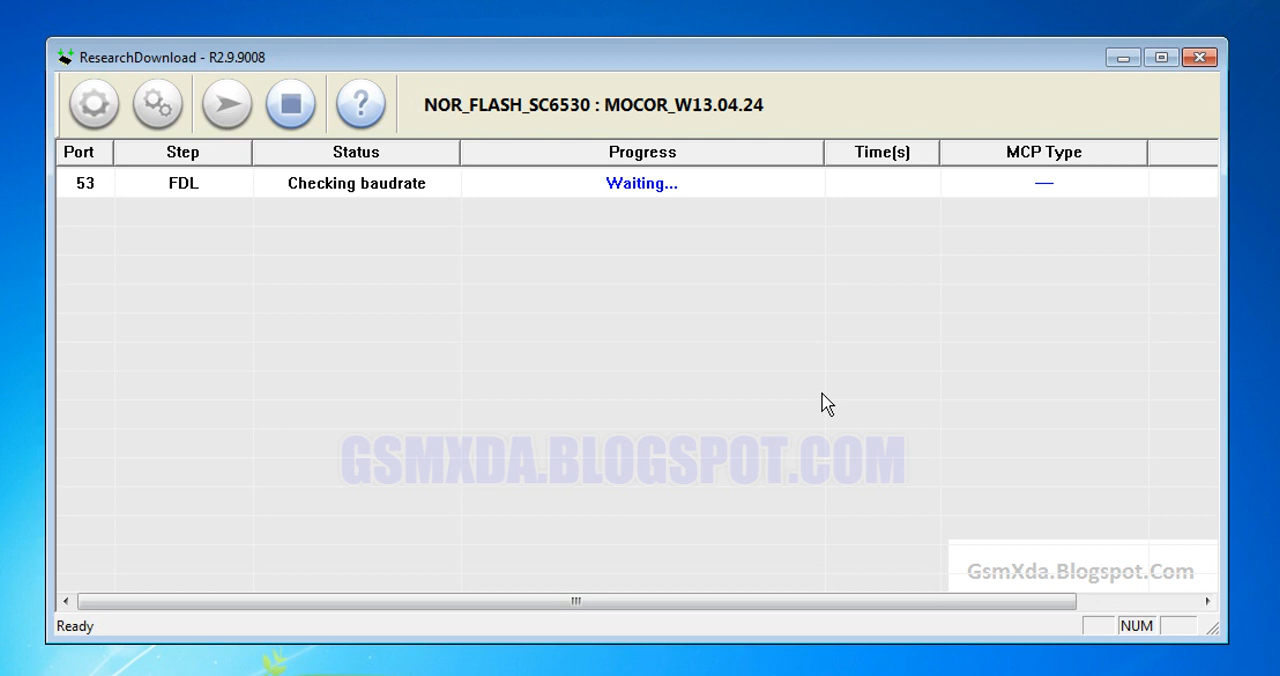 ResearchDownload - R2.9.9008
?
NOR_FLASH_SC6530 : MOCOR_W13.04.24
Port Step Status Progress Time(s) MCP Type
53 FDL Checking baudrate Waiting... —
GSMXDA.BLOGSPOT.COM
GsmXda.Blogspot.Com
Ready NUM